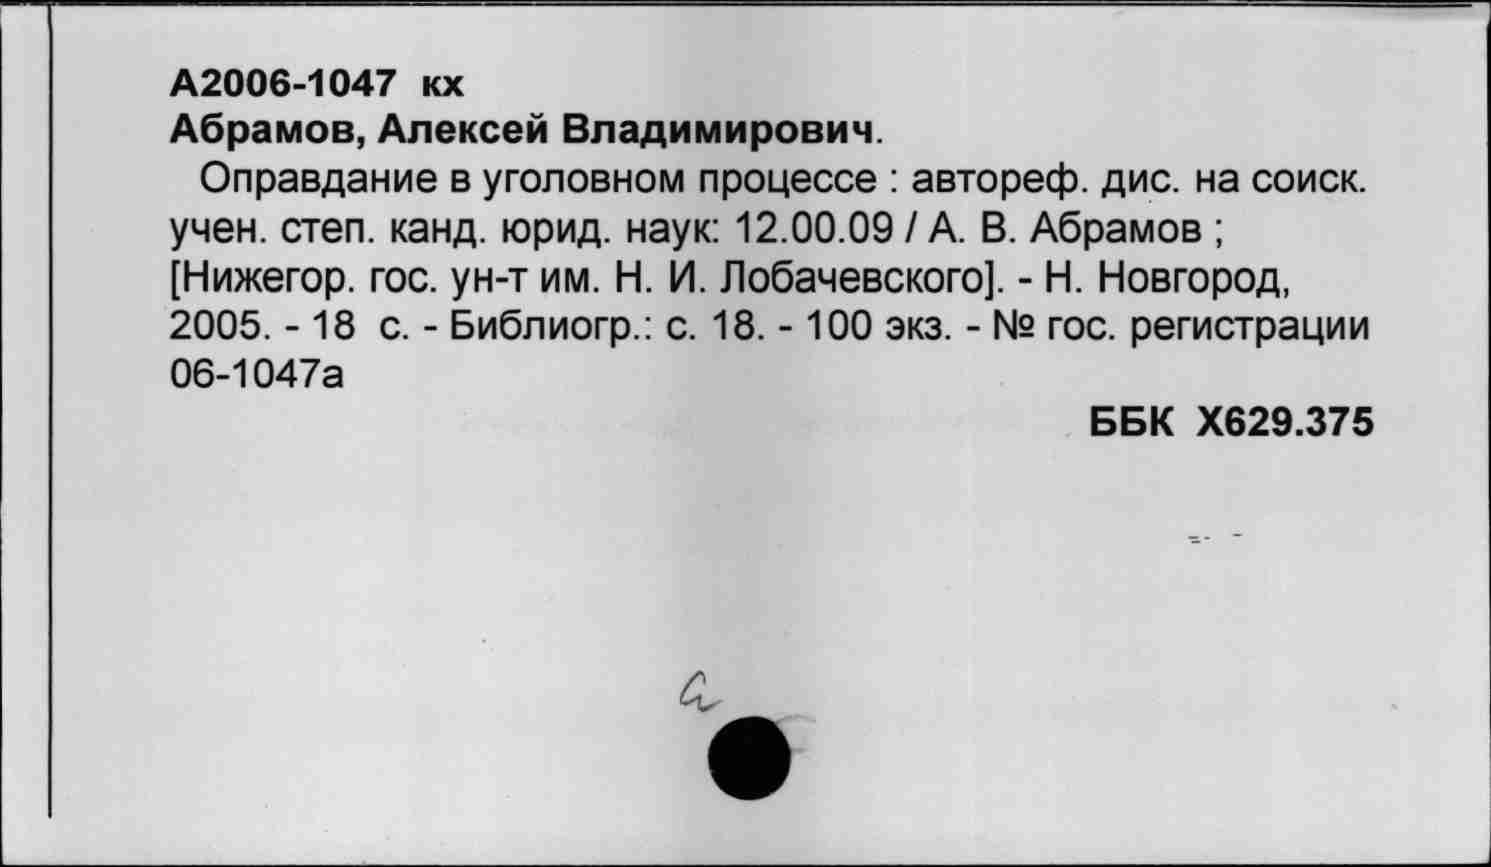 А2006-1047 кх
Абрамов, Алексей Владимирович.
Оправдание в уголовном процессе : автореф. дис. на соиск.
учен. степ. канд. юрид. наук: 12.00.09 / А. В. Абрамов ;
[Нижегор. гос. ун-т им. Н. И. Лобачевского]. - Н. Новгород,
2005. - 18 с. - Библиогр.: с. 18. - 100 экз. - № гос. регистрации
06-1047а
ББК Х629.375
а